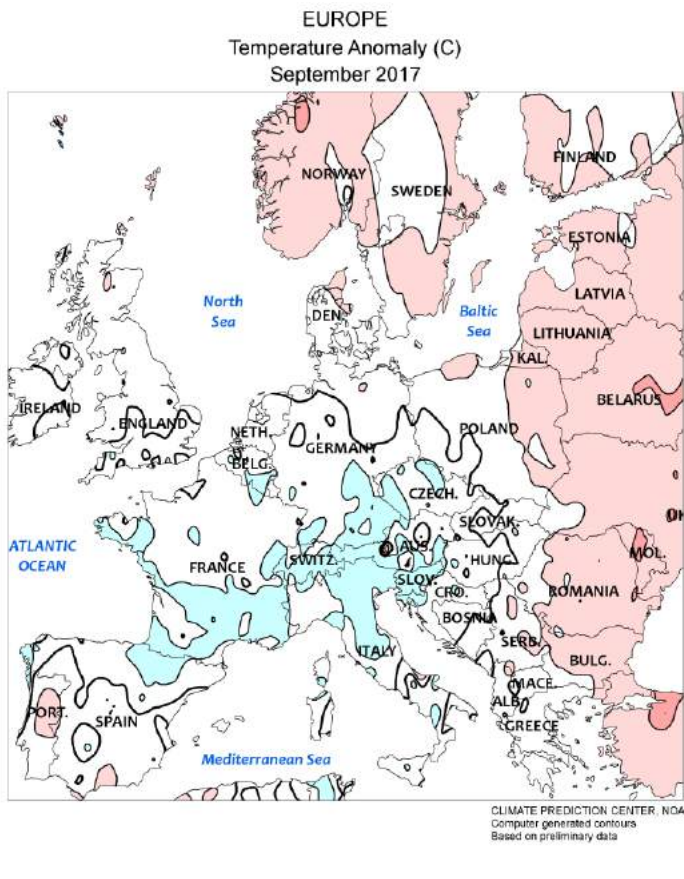 EUROPE
Temperature Anomaly (C)
September 2017
NORWAY
SWEDEN
FINLAND
ESTONIA
LATVIA
LITHUANIA
North
Sea
Baltic
Sea
DEN.
KAL.
BELARUS
IRELAND
ENGLAND
NETH.
BELG.
GERMANY
POLAND
CZECH.
SLOVAK.
UK
ATLANTIC
OCEAN
FRANCE
SWITZ.
AUS.
HUNG.
MOL.
SLOV.
CRO.
ROMANIA
BOSNIA
SERB.
ITALY
BULG.
MACE.
ALB.
GREECE
PORT.
SPAIN
Mediterranean Sea
CLIMATE PREDICTION CENTER, NOA
Computer generated contours
Based on preliminary data